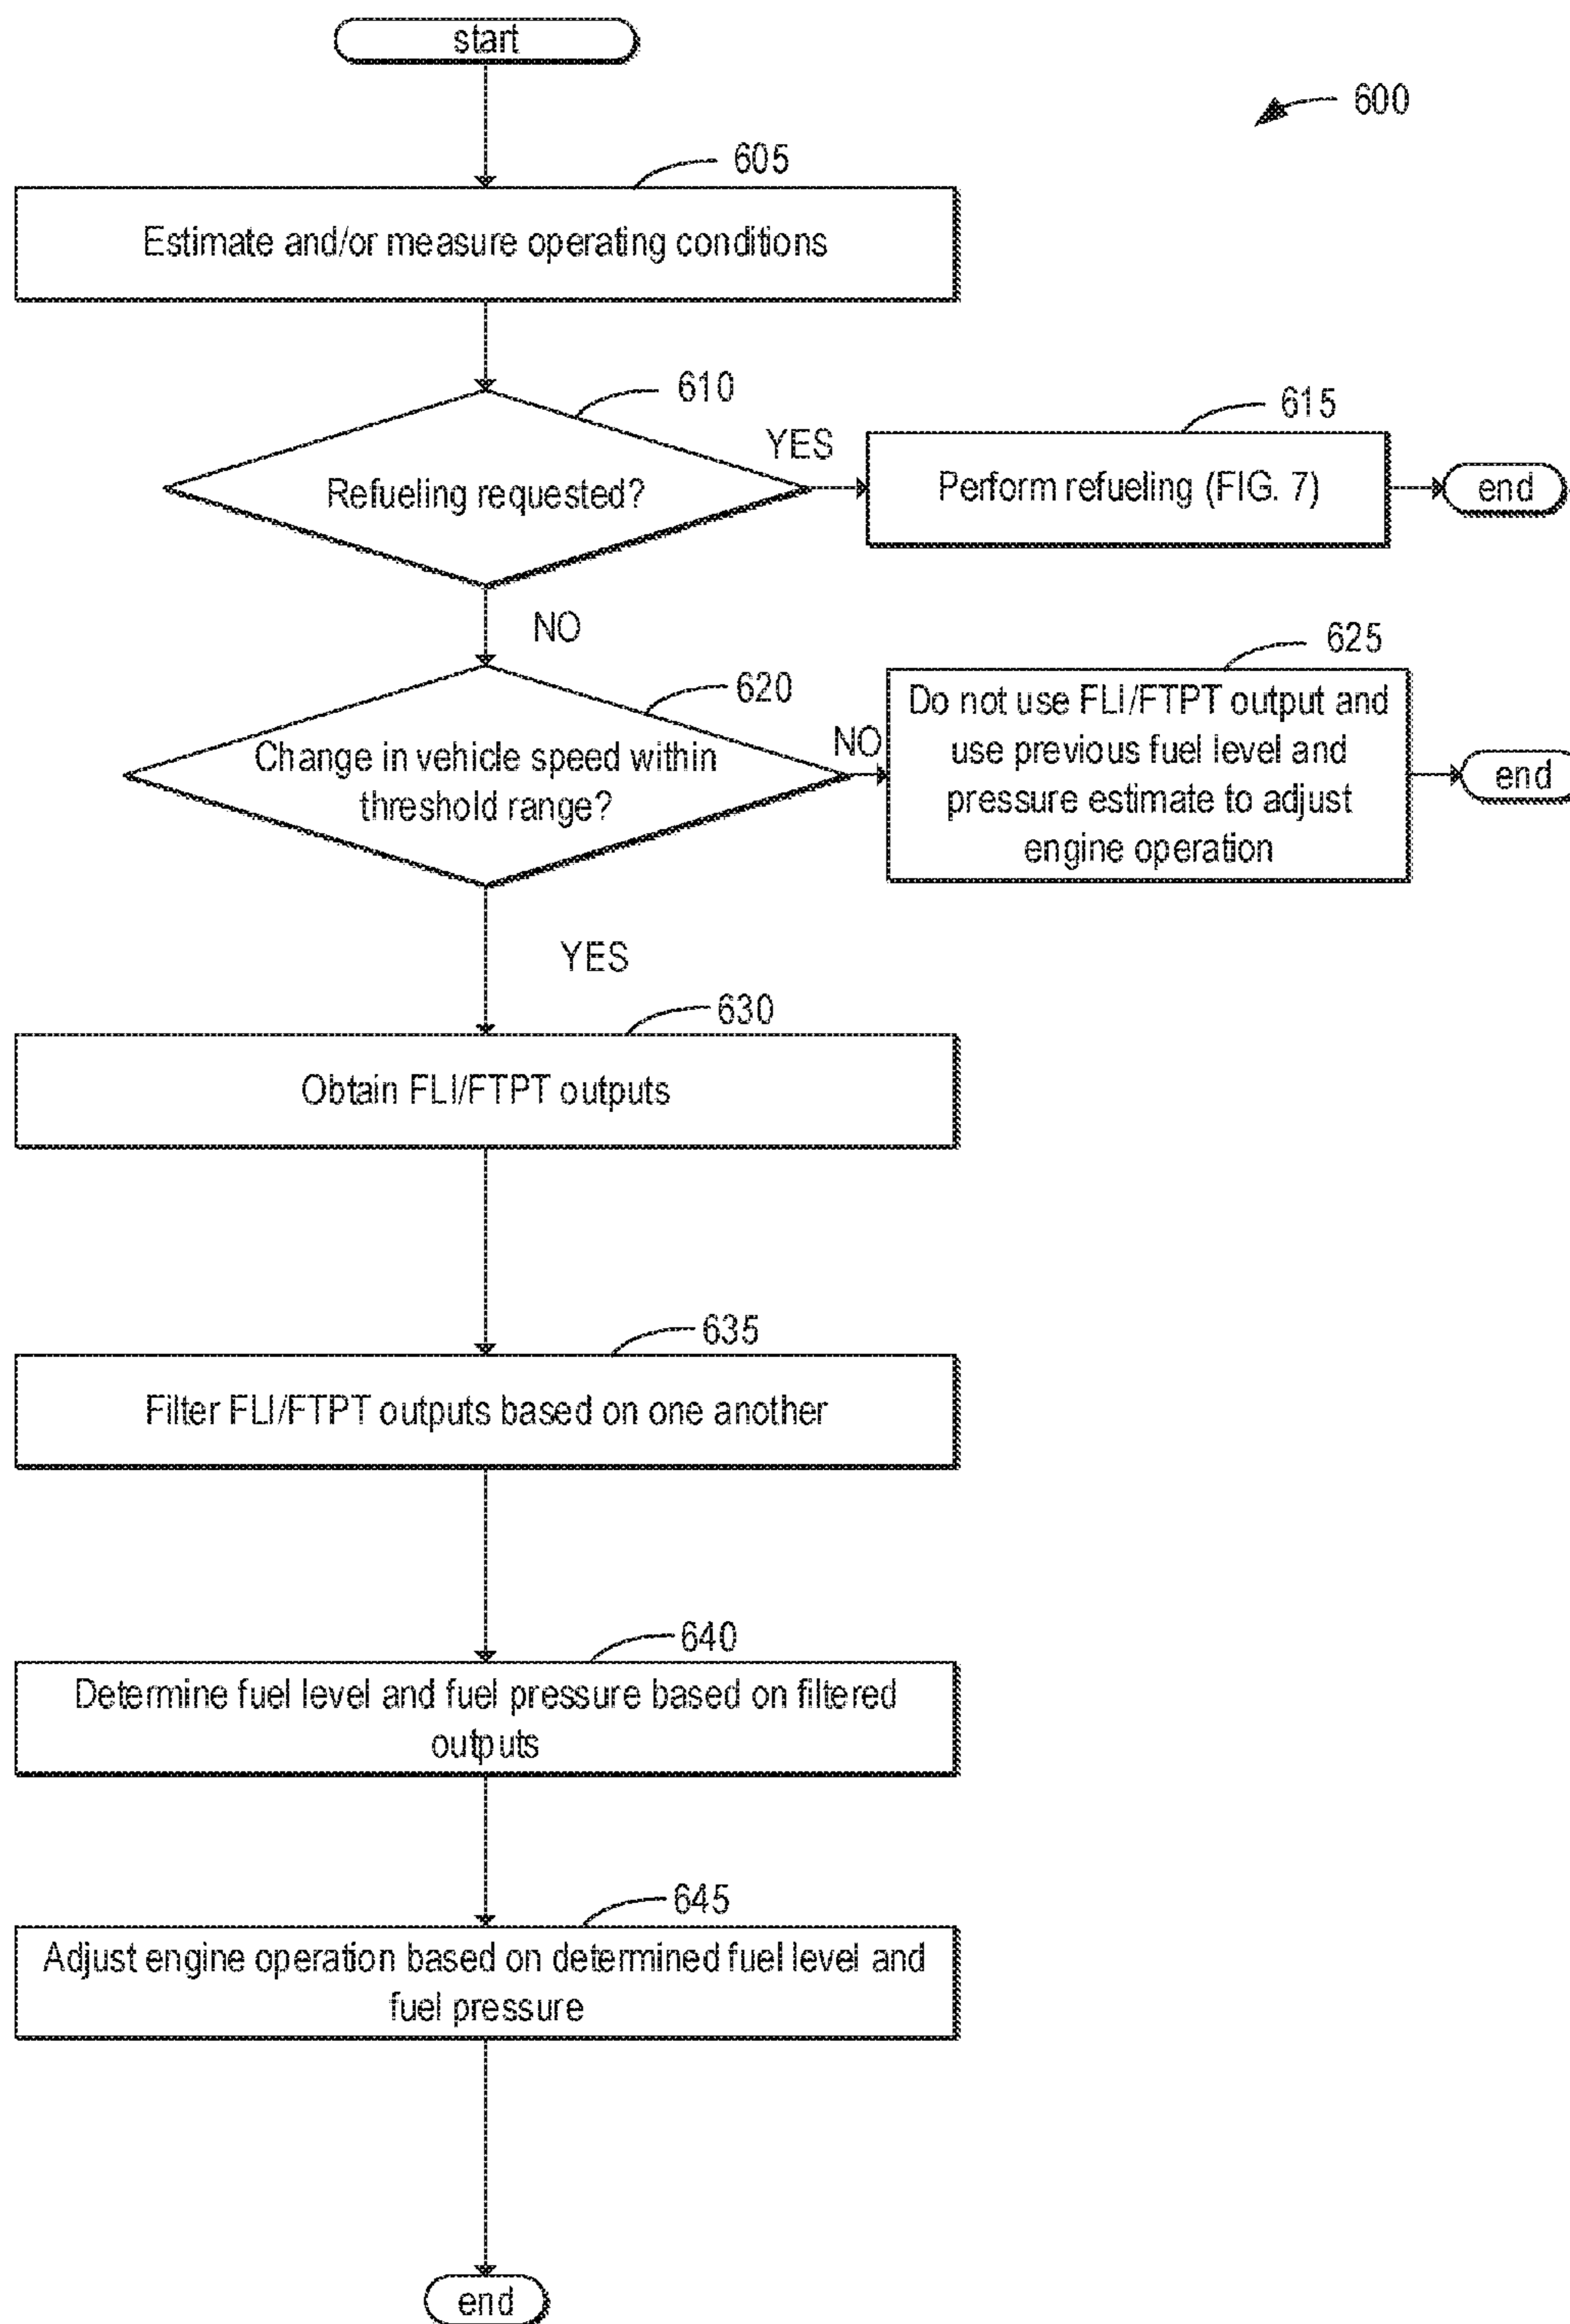 start
600
605
Estimate and/or measure operating conditions
610
615
YES
Refueling requested?
Perform refueling (FIG. 7)
end
NO
625
620
Do not use FLI/FTPT output and
use previous fuel level and
pressure estimate to adjust
engine operation
NO
Change in vehicle speed within
threshold range?
end
YES
630
Obtain FLI/FTPT outputs
635
Filter FLI/FTPT outputs based on one another
640
Determine fuel level and fuel pressure based on filtered
outputs
645
Adjust engine operation based on determined fuel level and
fuel pressure
end